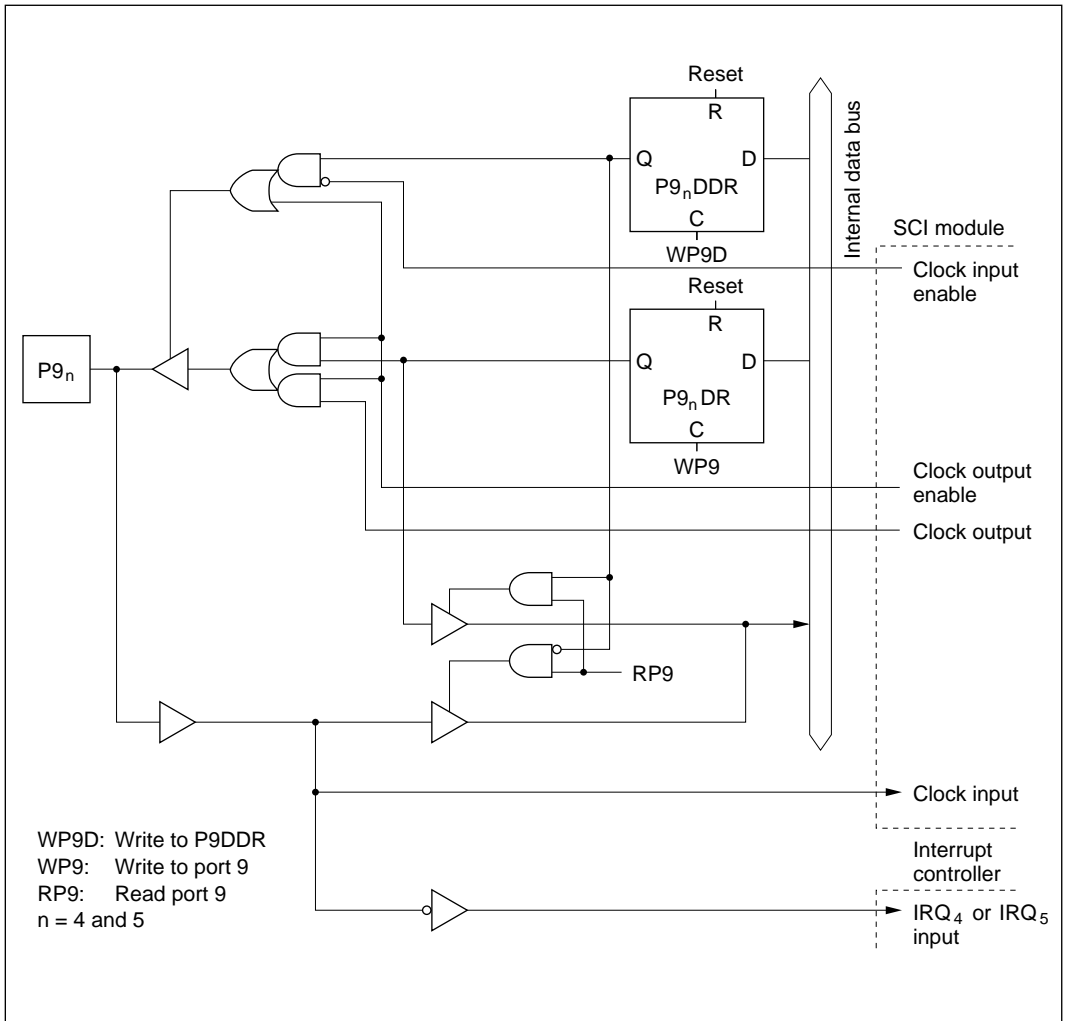 Reset
R
Q
D
P9nDDR
C
WP9D
Internal data bus
SCI module
Clock input
enable
Reset
R
Q
D
P9nDR
C
WP9
P9n
Clock output
enable
Clock output
RP9
Clock input
WP9D: Write to P9DDR
WP9: Write to port 9
RP9: Read port 9
n = 4 and 5
Interrupt
controller
IRQ4 or IRQ5
input